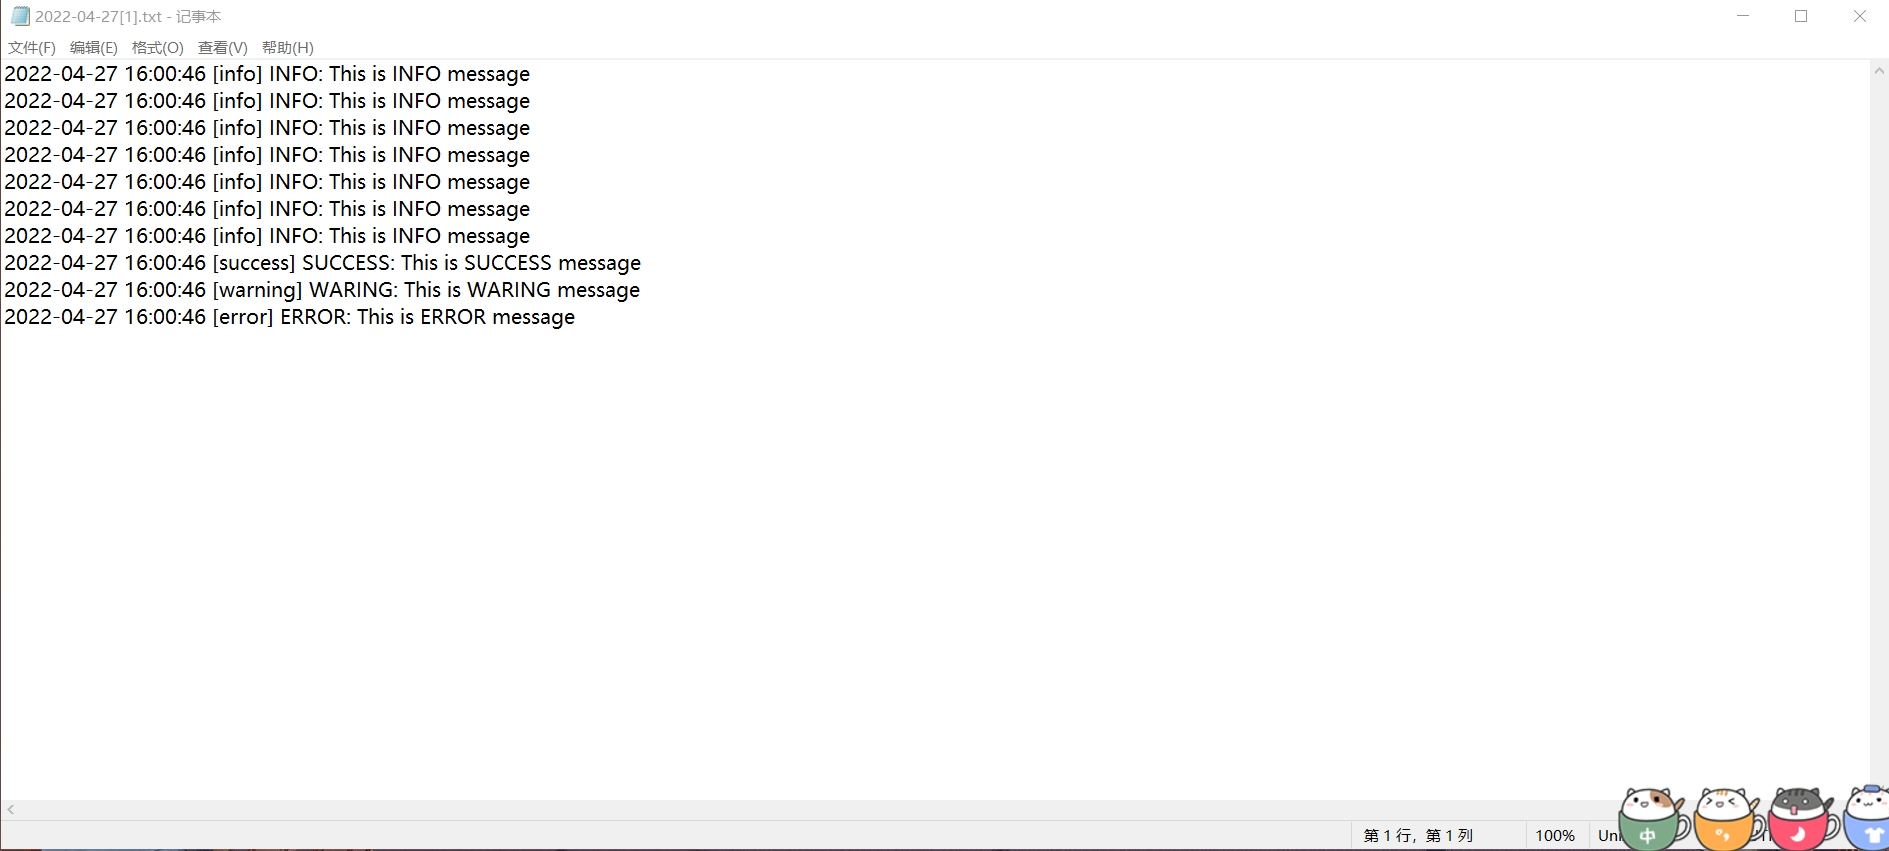 2022-04-27[1].txt - 记事本
文件(F) 编辑(E) 格式(O) 查看(V) 帮助(H)
2022-04-27 16:00:46 [info] INFO: This is INFO message
2022-04-27 16:00:46 [info] INFO: This is INFO message
2022-04-27 16:00:46 [info] INFO: This is INFO message
2022-04-27 16:00:46 [info] INFO: This is INFO message
2022-04-27 16:00:46 [info] INFO: This is INFO message
2022-04-27 16:00:46 [info] INFO: This is INFO message
2022-04-27 16:00:46 [info] INFO: This is INFO message
2022-04-27 16:00:46 [success] SUCCESS: This is SUCCESS message
2022-04-27 16:00:46 [warning] WARING: This is WARING message
2022-04-27 16:00:46 [error] ERROR: This is ERROR message
第 1 行，第 1 列 100%
中